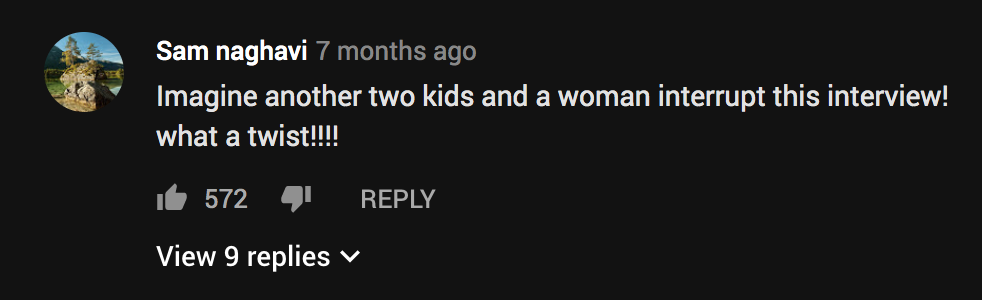 Sam naghavi 7 months ago
Imagine another two kids and a woman interrupt this interview!
what a twist!!!!
572 REPLY
View 9 replies